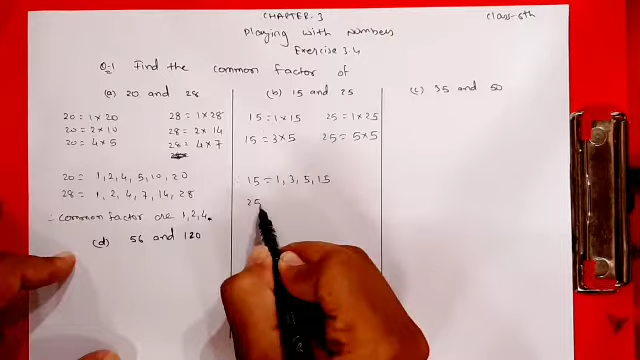 CHAPTER-3
Class-6th
Playing with Numbers
Exercise 3.4
Q-1 Find the common factor of
(a) 20 and 28
20 = 1×20 28 = 1×28
20 = 2×10 28 = 2×14
20 = 4×5 28 = 4×7
20 = 1,2,4,5,10,20
28 = 1,2,4,7,14,28
∴ common factor are 1,2,4.
(b) 15 and 25
15 = 1×15 25 = 1×25
15 = 3×5 25 = 5×5
15 = 1,3,5,15
25
(c) 35 and 50
(d) 56 and 120